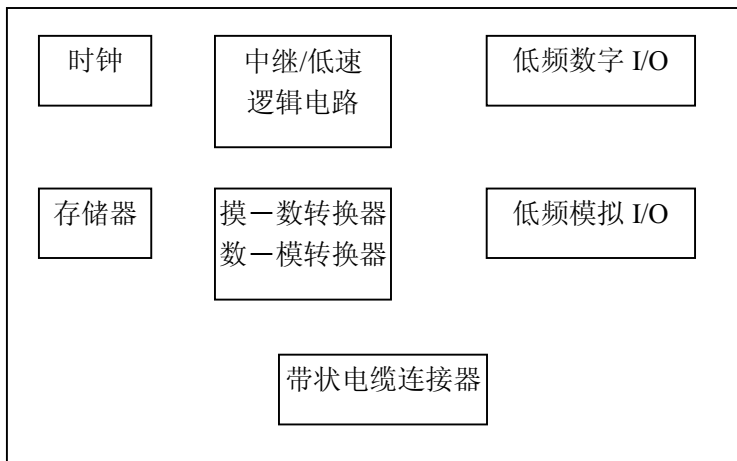 时钟
中继/低速
逻辑电路
低频数字 I/O
存储器
摸－数转换器
数－模转换器
低频模拟 I/O
带状电缆连接器